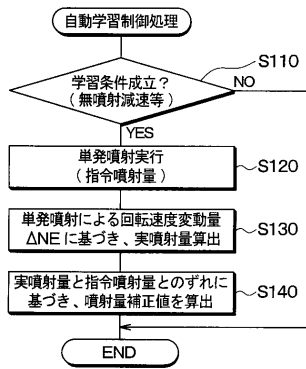 自動学習制御処理
S110
学習条件成立?
(無噴射減速等)
NO
YES
単発噴射実行
(指令噴射量)
S120
単発噴射による回転速度変動量
ΔNEに基づき、実噴射量算出
S130
実噴射量と指令噴射量とのずれに
基づき、噴射量補正値を算出
S140
END